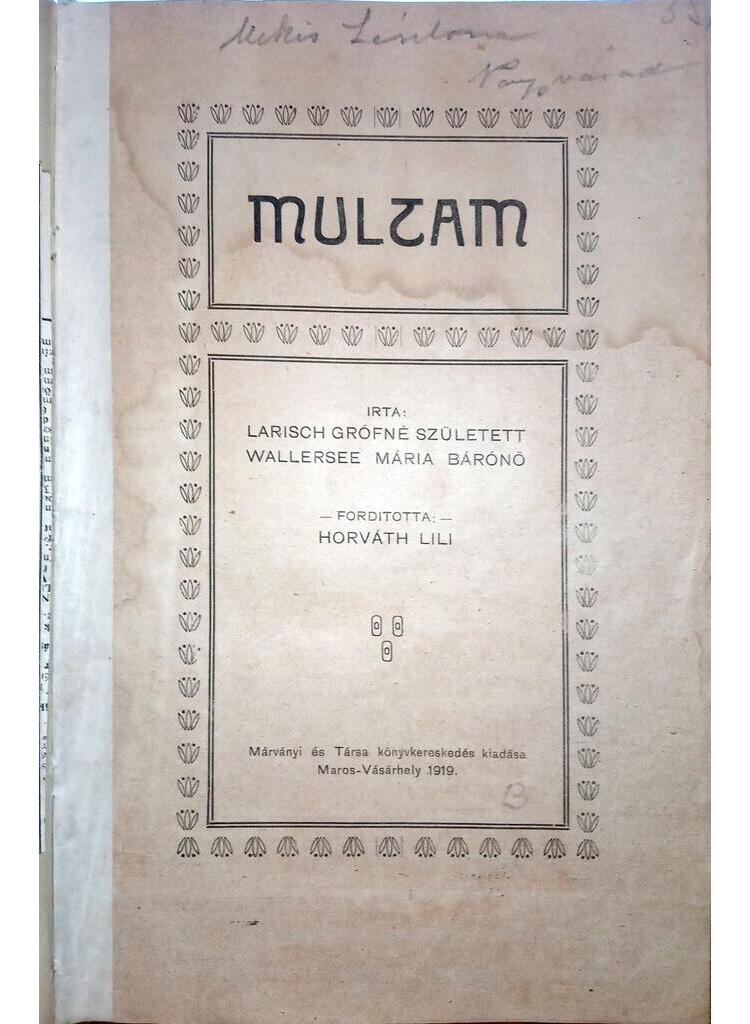 MULTAM
IRTA:
LARISCH GRÓFNÉ SZÜLETETT
WALLERSEE MÁRIA BÁRÓNŐ
— FORDITOTTA: —
HORVÁTH LILI
Márványi és Társa könyvkereskedés kiadása
Maros-Vásárhely 1919.